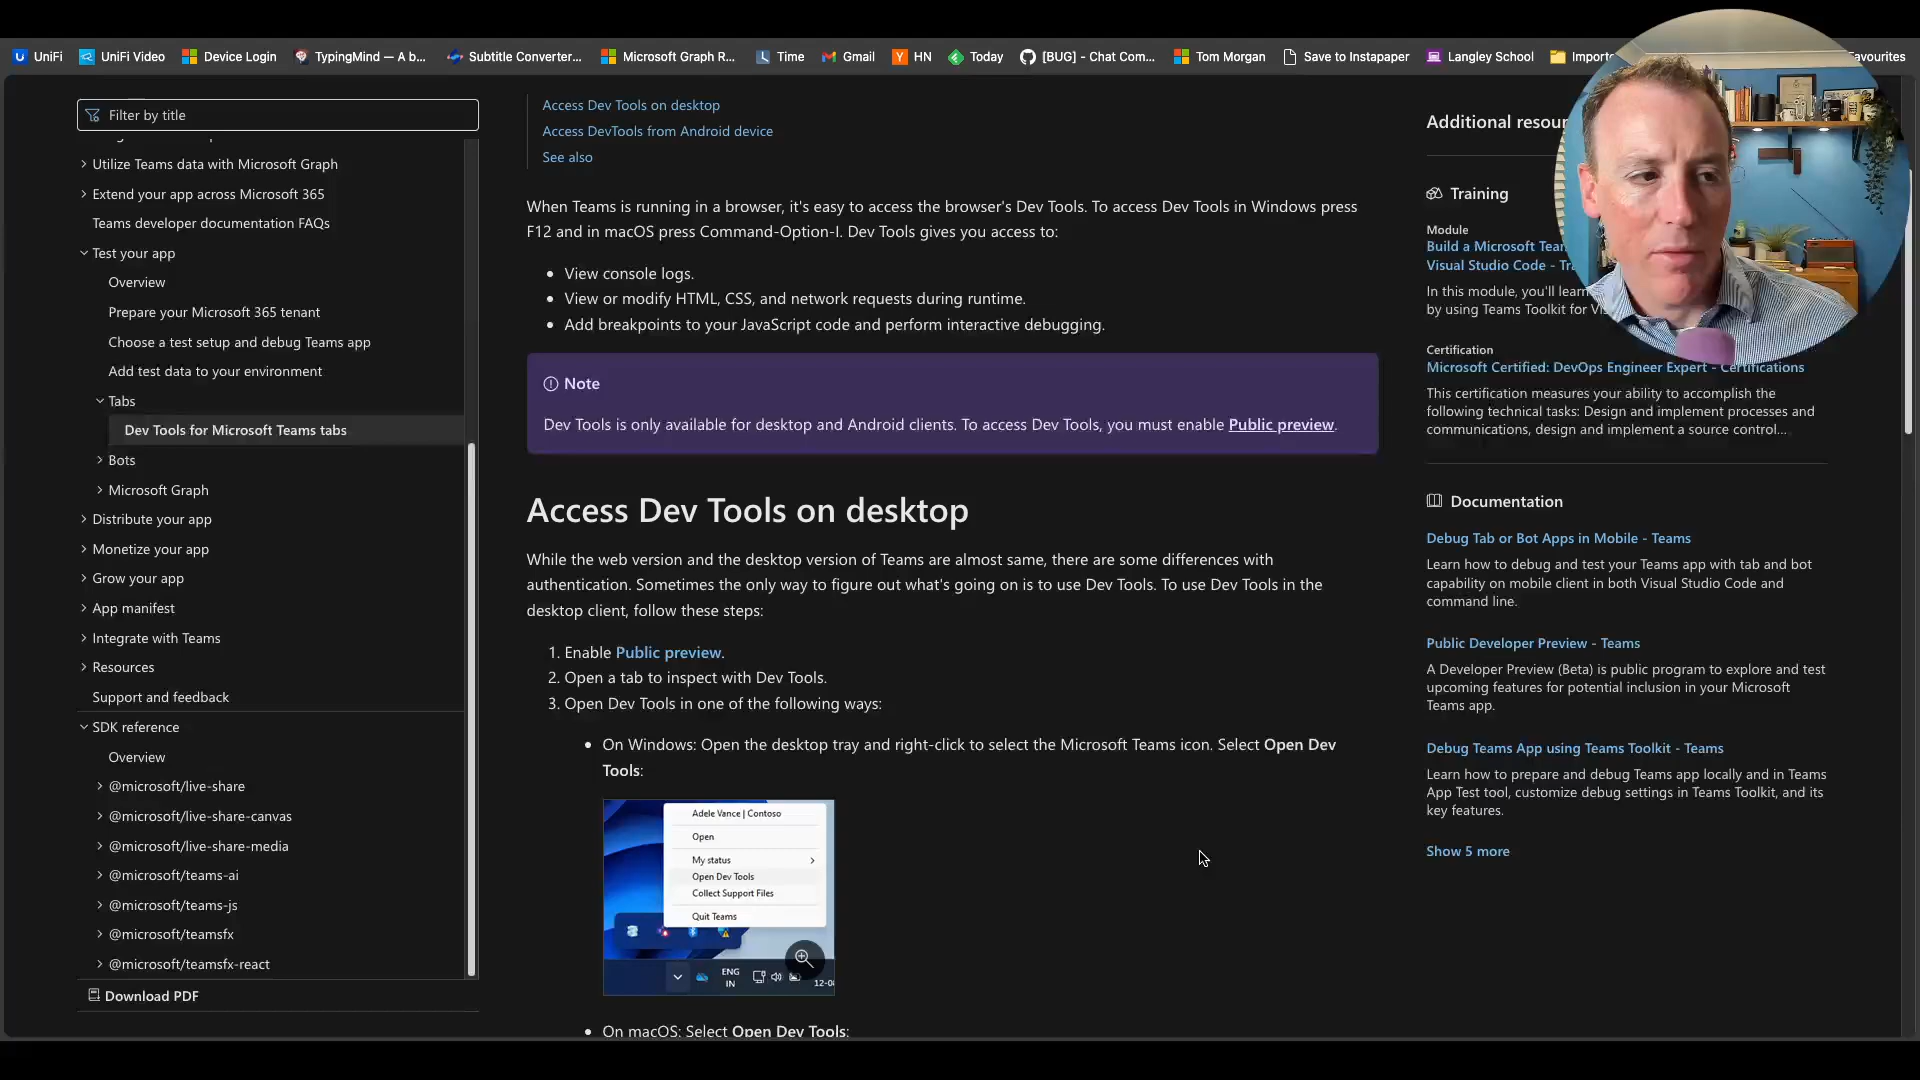 UniFi
UniFi Video
Device Login
TypingMind — A b...
Subtitle Converter...
Microsoft Graph R...
Time
Gmail
HN
Today
[BUG] - Chat Com...
Tom Morgan
Save to Instapaper
Langley School
Filter by title
Utilize Teams data with Microsoft Graph
Extend your app across Microsoft 365
Teams developer documentation FAQs
Test your app
Overview
Prepare your Microsoft 365 tenant
Choose a test setup and debug Teams app
Add test data to your environment
Tabs
Dev Tools for Microsoft Teams tabs
Bots
Microsoft Graph
Distribute your app
Monetize your app
Grow your app
App manifest
Integrate with Teams
Resources
Support and feedback
SDK reference
Overview
@microsoft/live-share
@microsoft/live-share-canvas
@microsoft/live-share-media
@microsoft/teams-ai
@microsoft/teams-js
@microsoft/teamsfx
@microsoft/teamsfx-react
Download PDF
Access Dev Tools on desktop
Access DevTools from Android device
See also
When Teams is running in a browser, it's easy to access the browser's Dev Tools. To access Dev Tools in Windows press
F12 and in macOS press Command-Option-I. Dev Tools gives you access to:
• View console logs.
• View or modify HTML, CSS, and network requests during runtime.
• Add breakpoints to your JavaScript code and perform interactive debugging.
Note
Dev Tools is only available for desktop and Android clients. To access Dev Tools, you must enable Public preview.
Access Dev Tools on desktop
While the web version and the desktop version of Teams are almost same, there are some differences with
authentication. Sometimes the only way to figure out what's going on is to use Dev Tools. To use Dev Tools in the
desktop client, follow these steps:
1. Enable Public preview.
2. Open a tab to inspect with Dev Tools.
3. Open Dev Tools in one of the following ways:
• On Windows: Open the desktop tray and right-click to select the Microsoft Teams icon. Select Open Dev
Tools:
Adele Vance | Contoso
Open
My status
Open Dev Tools
Collect Support Files
Quit Teams
ENG
IN
• On macOS: Select Open Dev Tools:
Additional
Training
Module
Build a Microsoft
Visual Studio Code -
In this module, you'll learn
by using Teams Toolkit for
Certification
Microsoft Certified: DevOps Engineer Expert - Certifications
This certification measures your ability to accomplish the
following technical tasks: Design and implement processes and
communications, design and implement a source control...
Documentation
Debug Tab or Bot Apps in Mobile - Teams
Learn how to debug and test your Teams app with tab and bot
capability on mobile client in both Visual Studio Code and
command line.
Public Developer Preview - Teams
A Developer Preview (Beta) is public program to explore and test
upcoming features for potential inclusion in your Microsoft
Teams app.
Debug Teams App using Teams Toolkit - Teams
Learn how to prepare and debug Teams app locally and in Teams
App Test tool, customize debug settings in Teams Toolkit, and its
key features.
Show 5 more